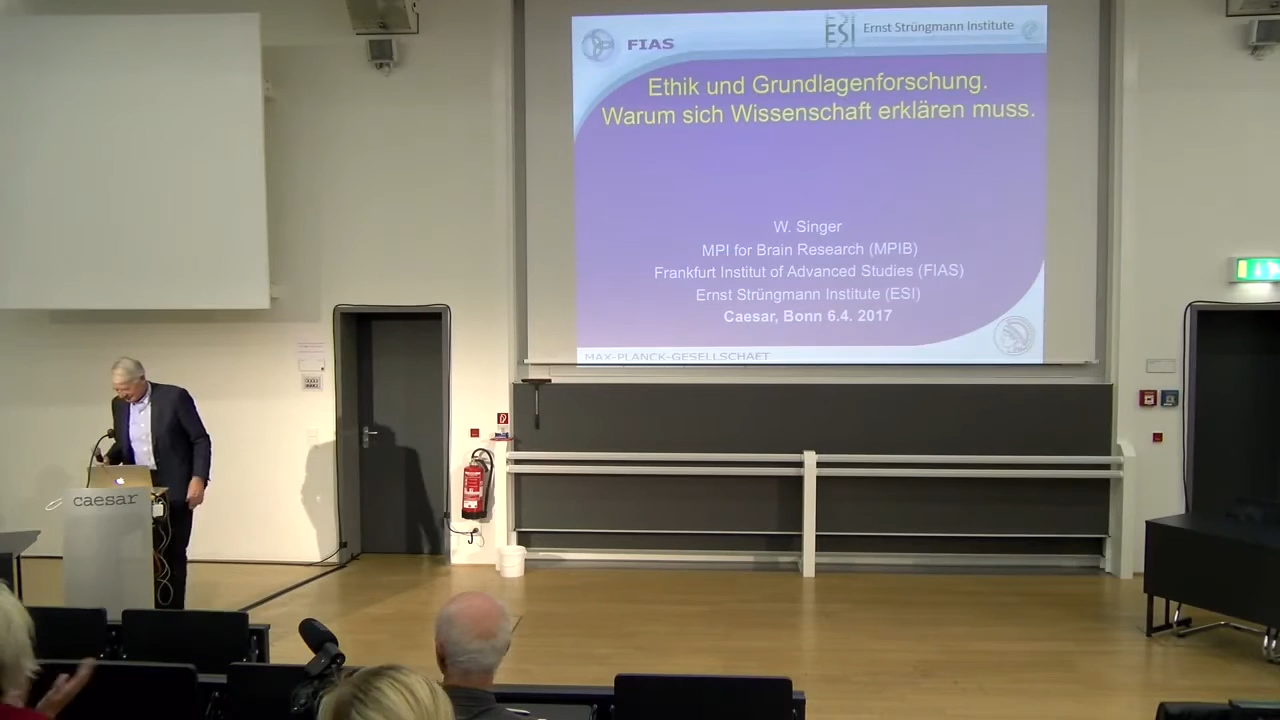 FIAS
ESI Ernst Strüngmann Institute
Ethik und Grundlagenforschung.
Warum sich Wissenschaft erklären muss.
W. Singer
MPI for Brain Research (MPIB)
Frankfurt Institut of Advanced Studies (FIAS)
Ernst Strüngmann Institute (ESI)
Caesar, Bonn 6.4. 2017
MAX-PLANCK-GESELLSCHAFT
caesar